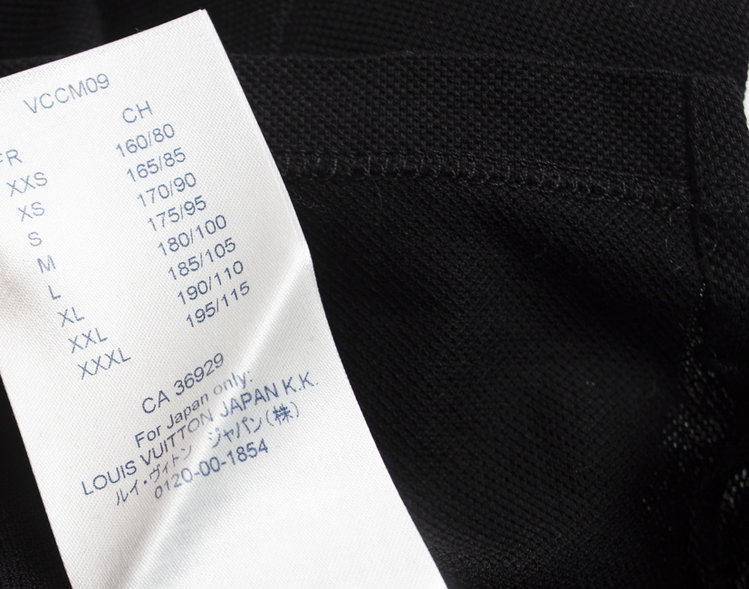 VCCM09
FR CH
XXS 160/80
XS 165/85
S 170/90
M 175/95
L 180/100
XL 185/105
XXL 190/110
XXXL 195/115
CA 36929
For Japan only:
LOUIS VUITTON JAPAN K.K.
ルイ・ヴィトン ジャパン(株)
0120-00-1854